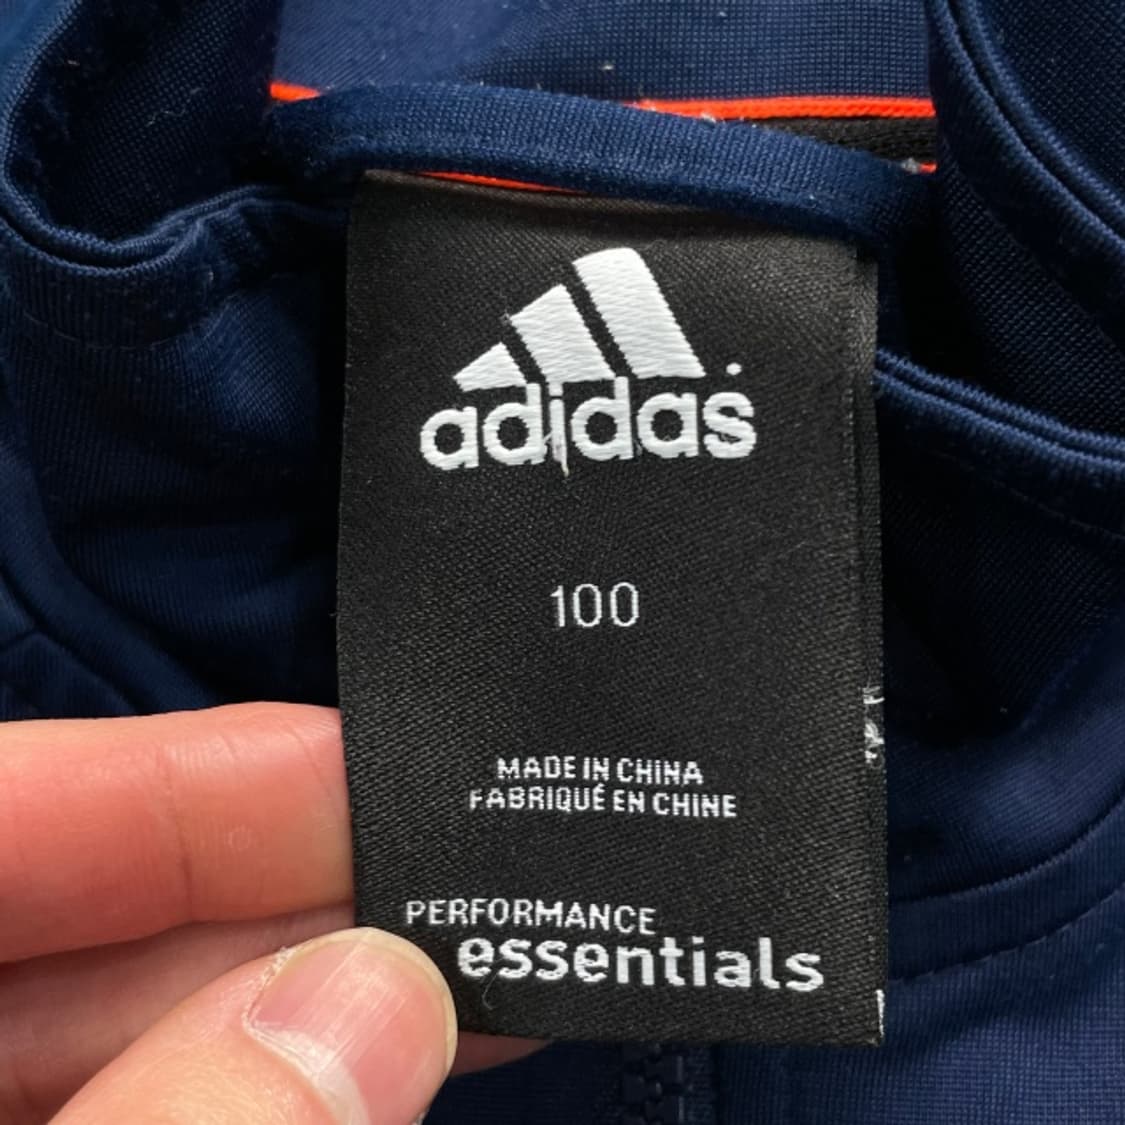 adidas
100
MADE IN CHINA
FABRIQUÉ EN CHINE
PERFORMANCE
essentials